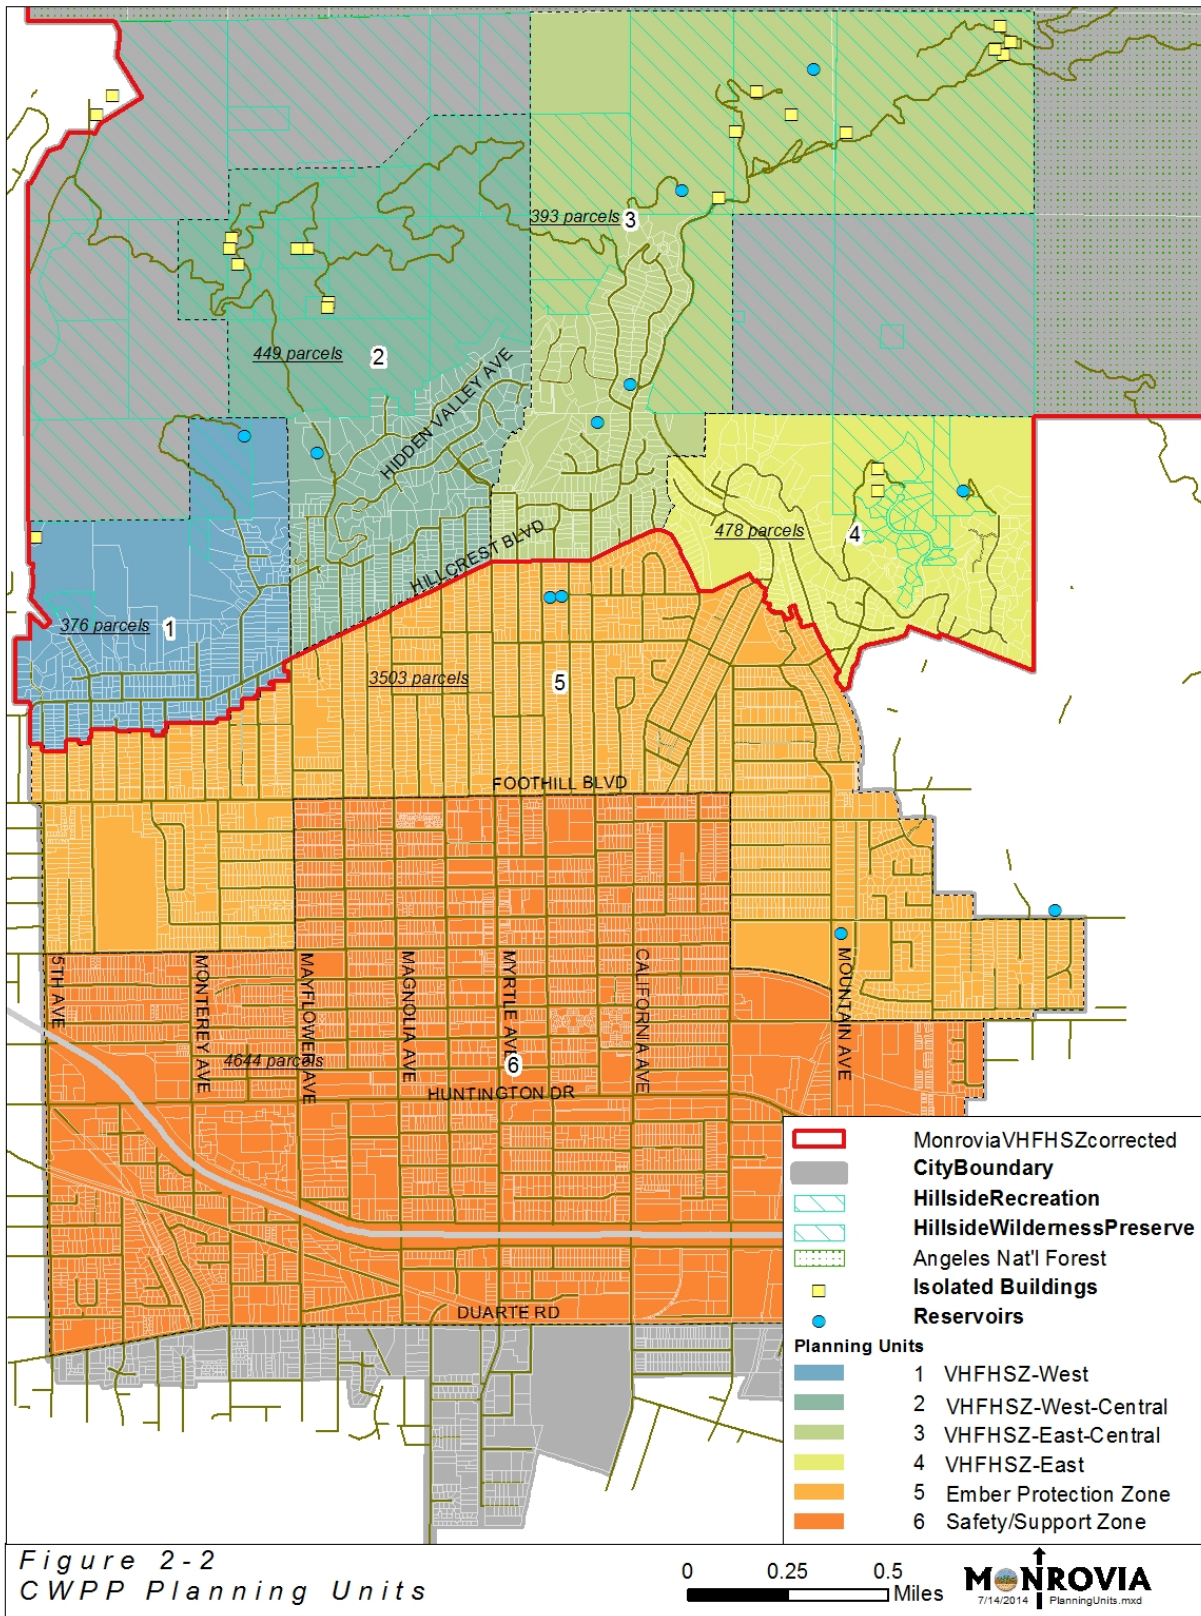 393 parcels
3
449 parcels
2
HIDDEN VALLEY AVE
478 parcels
4
HILLCREST BLVD
376 parcels
1
3503 parcels
5
FOOTHILL BLVD
5TH AVE
MONTEREY AVE
MAYFLOWER AVE
MAGNOLIA AVE
MYRTLE AVE
CALIFORNIA AVE
MOUNTAIN AVE
4644 parcels
6
HUNTINGTON DR
DUARTE RD
MonroviaVHFHSZcorrected
CityBoundary
HillsideRecreation
HillsideWildernessPreserve
Angeles Nat'l Forest
Isolated Buildings
Reservoirs
Planning Units
1 VHFHSZ-West
2 VHFHSZ-West-Central
3 VHFHSZ-East-Central
4 VHFHSZ-East
5 Ember Protection Zone
6 Safety/Support Zone
Figure 2-2
CWPP Planning Units
0 0.25 0.5
Miles
MONROVIA
7/14/2014 PlanningUnits.mxd